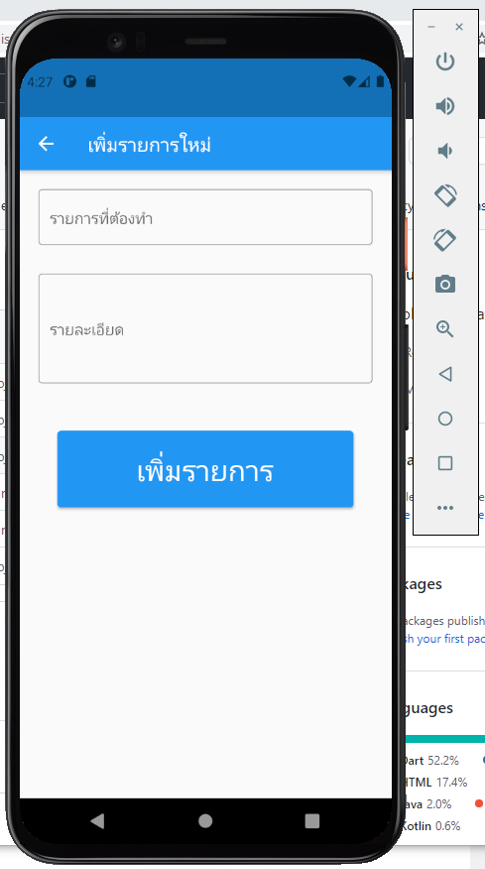 4:27
เพิ่มรายการใหม่
รายการที่ต้องทำ
รายละเอียด
เพิ่มรายการ
kages
ackages publish
sh your first pac
guages
Dart 52.2%
HTML 17.4%
Java 2.0%
Kotlin 0.6%